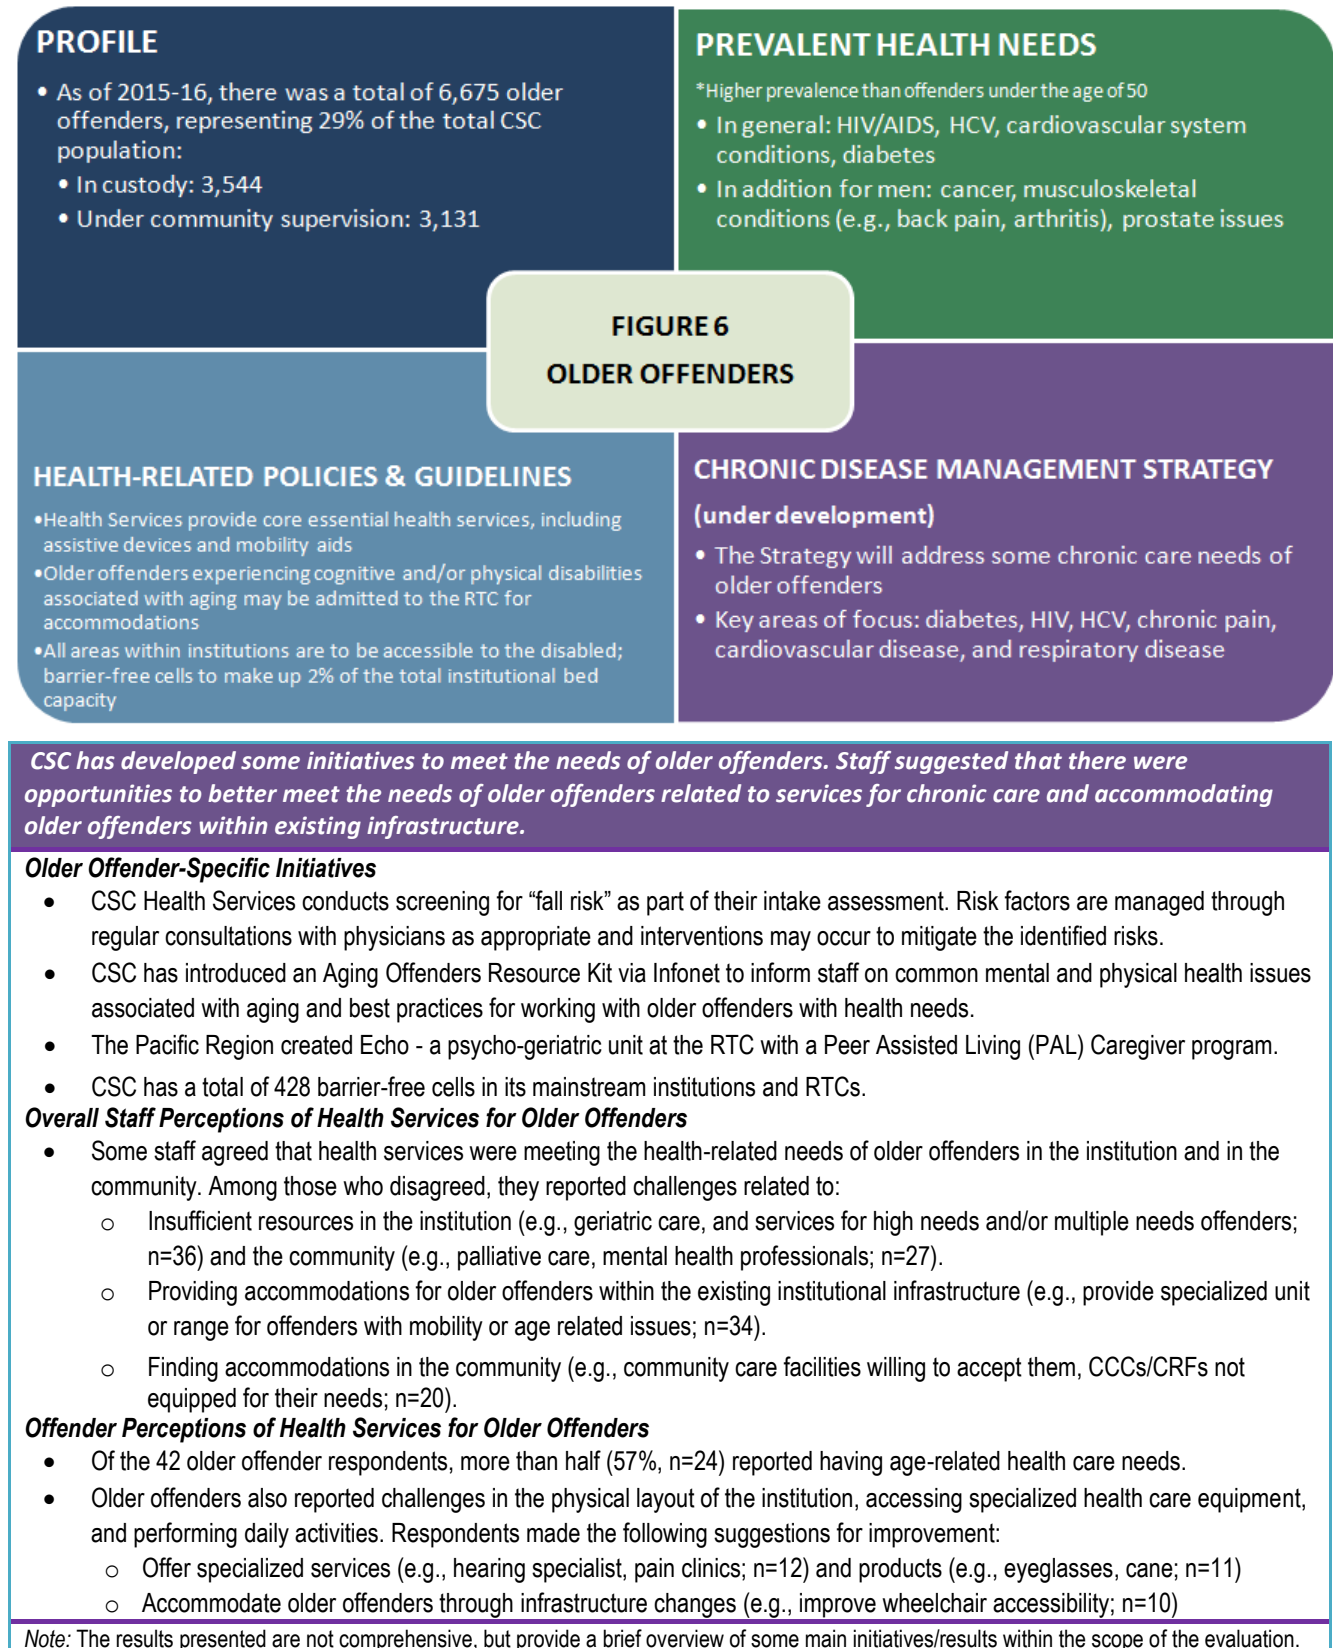 PROFILE
• As of 2015-16, there was a total of 6,675 older
offenders, representing 29% of the total CSC
population:
• In custody: 3,544
• Under community supervision: 3,131
PREVALENT HEALTH NEEDS
*Higher prevalence than offenders under the age of 50
• In general: HIV/AIDS, HCV, cardiovascular system
conditions, diabetes
• In addition for men: cancer, musculoskeletal
conditions (e.g., back pain, arthritis), prostate issues
FIGURE 6
OLDER OFFENDERS
HEALTH-RELATED POLICIES & GUIDELINES
•Health Services provide core essential health services, including
assistive devices and mobility aids
•Older offenders experiencing cognitive and/or physical disabilities
associated with aging may be admitted to the RTC for
accommodations
•All areas within institutions are to be accessible to the disabled;
barrier-free cells to make up 2% of the total institutional bed
capacity
CHRONIC DISEASE MANAGEMENT STRATEGY
(under development)
• The Strategy will address some chronic care needs of
older offenders
• Key areas of focus: diabetes, HIV, HCV, chronic pain,
cardiovascular disease, and respiratory disease
CSC has developed some initiatives to meet the needs of older offenders. Staff suggested that there were
opportunities to better meet the needs of older offenders related to services for chronic care and accommodating
older offenders within existing infrastructure.
Older Offender-Specific Initiatives
• CSC Health Services conducts screening for “fall risk” as part of their intake assessment. Risk factors are managed through
regular consultations with physicians as appropriate and interventions may occur to mitigate the identified risks.
• CSC has introduced an Aging Offenders Resource Kit via Infonet to inform staff on common mental and physical health issues
associated with aging and best practices for working with older offenders with health needs.
• The Pacific Region created Echo - a psycho-geriatric unit at the RTC with a Peer Assisted Living (PAL) Caregiver program.
• CSC has a total of 428 barrier-free cells in its mainstream institutions and RTCs.
Overall Staff Perceptions of Health Services for Older Offenders
• Some staff agreed that health services were meeting the health-related needs of older offenders in the institution and in the
community. Among those who disagreed, they reported challenges related to:
o Insufficient resources in the institution (e.g., geriatric care, and services for high needs and/or multiple needs offenders;
n=36) and the community (e.g., palliative care, mental health professionals; n=27).
o Providing accommodations for older offenders within the existing institutional infrastructure (e.g., provide specialized unit
or range for offenders with mobility or age related issues; n=34).
o Finding accommodations in the community (e.g., community care facilities willing to accept them, CCCs/CRFs not
equipped for their needs; n=20).
Offender Perceptions of Health Services for Older Offenders
• Of the 42 older offender respondents, more than half (57%, n=24) reported having age-related health care needs.
• Older offenders also reported challenges in the physical layout of the institution, accessing specialized health care equipment,
and performing daily activities. Respondents made the following suggestions for improvement:
o Offer specialized services (e.g., hearing specialist, pain clinics; n=12) and products (e.g., eyeglasses, cane; n=11)
o Accommodate older offenders through infrastructure changes (e.g., improve wheelchair accessibility; n=10)
Note: The results presented are not comprehensive, but provide a brief overview of some main initiatives/results within the scope of the evaluation.